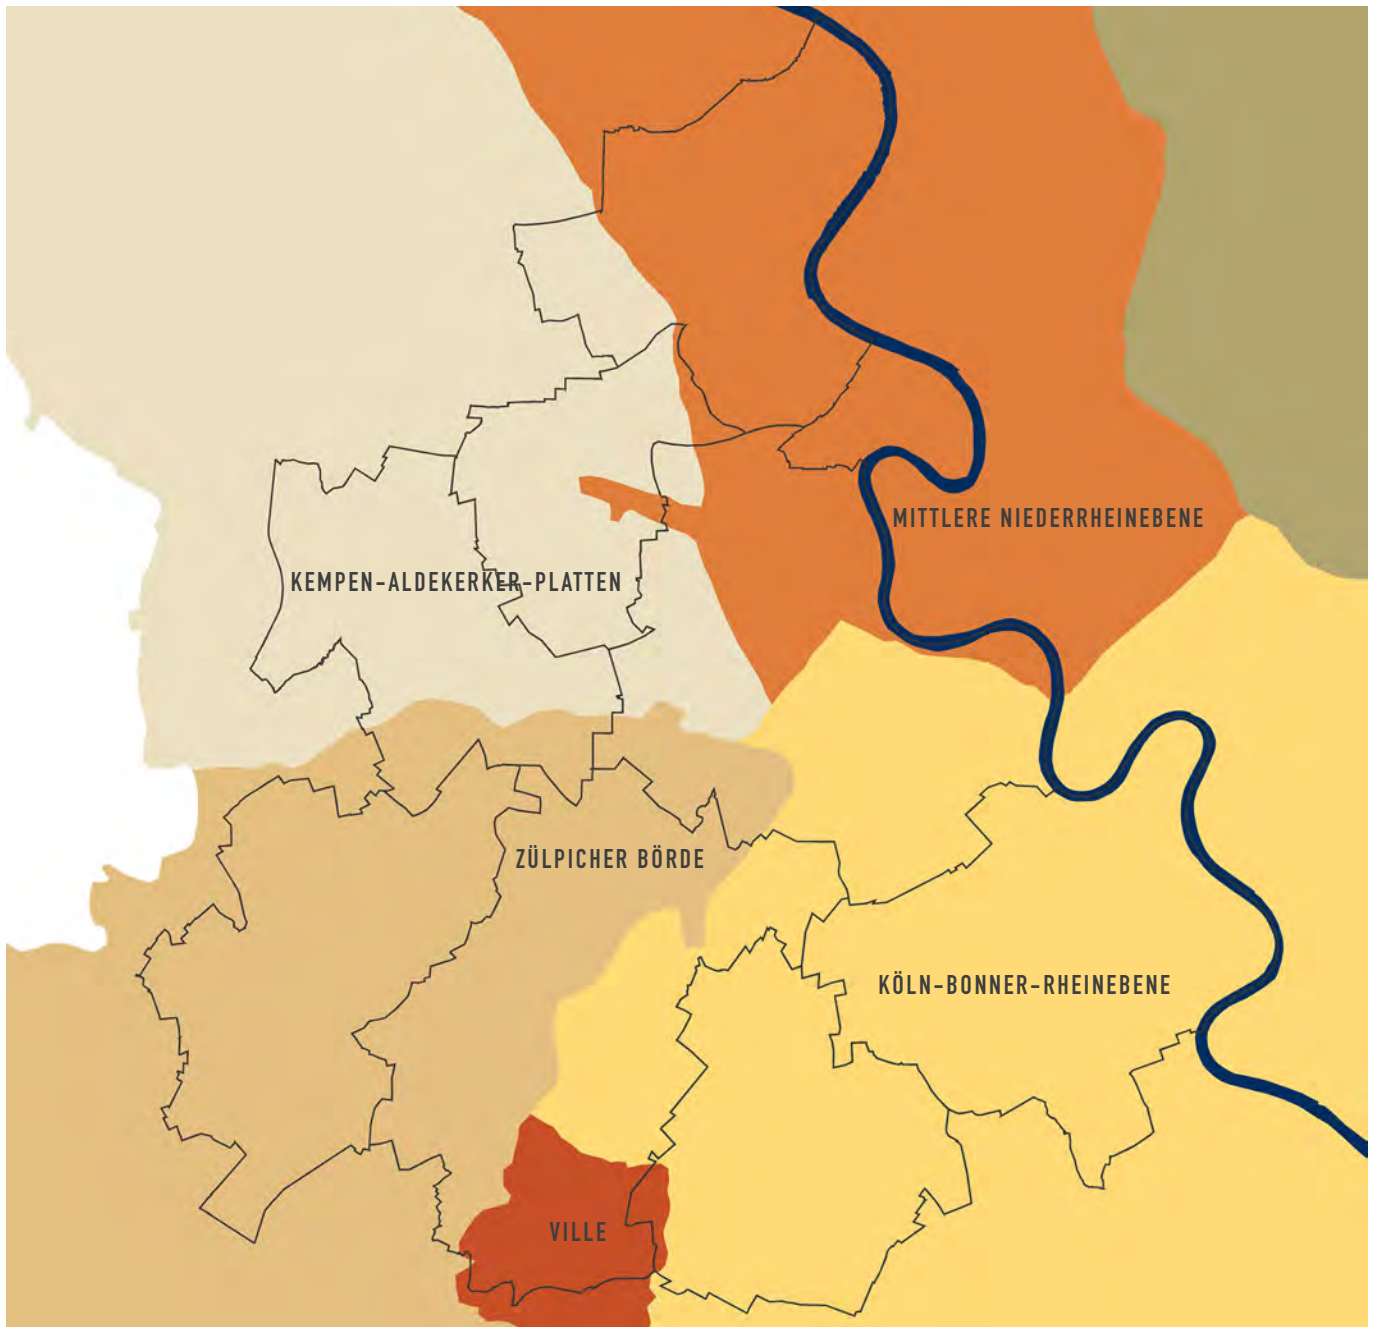 MITTLERE NIEDERRHEINEBENE
KEMPEN-ALDEKERKER-PLATTEN
ZÜLPICHER BÖRDE
KÖLN-BONNER-RHEINEBENE
VILLE